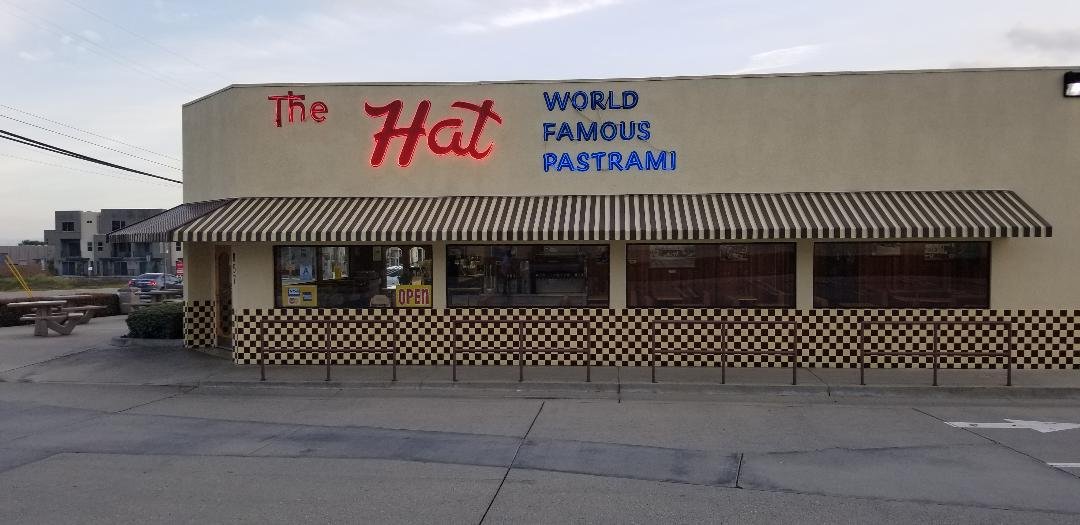 The Hat
WORLD
FAMOUS
PASTRAMI
OPEN